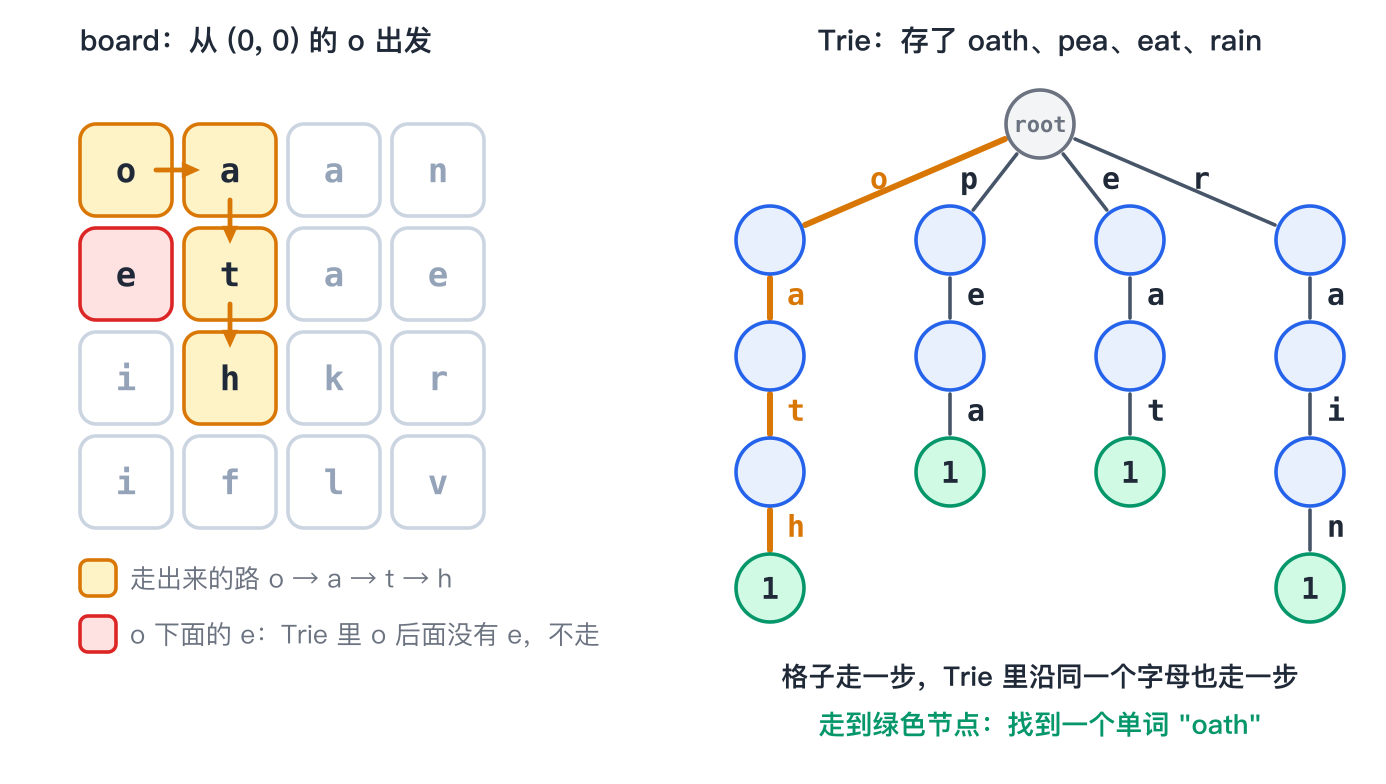 board：从 (0, 0) 的 o 出发
o a a n
e t a e
i h k r
i f l v
走出来的路 o → a → t → h
o 下面的 e：Trie 里 o 后面没有 e，不走
Trie：存了 oath、pea、eat、rain
root
o p e r
a e a a
t a t i
1 1
h n
1 1
格子走一步，Trie 里沿同一个字母也走一步
走到绿色节点：找到一个单词 "oath"